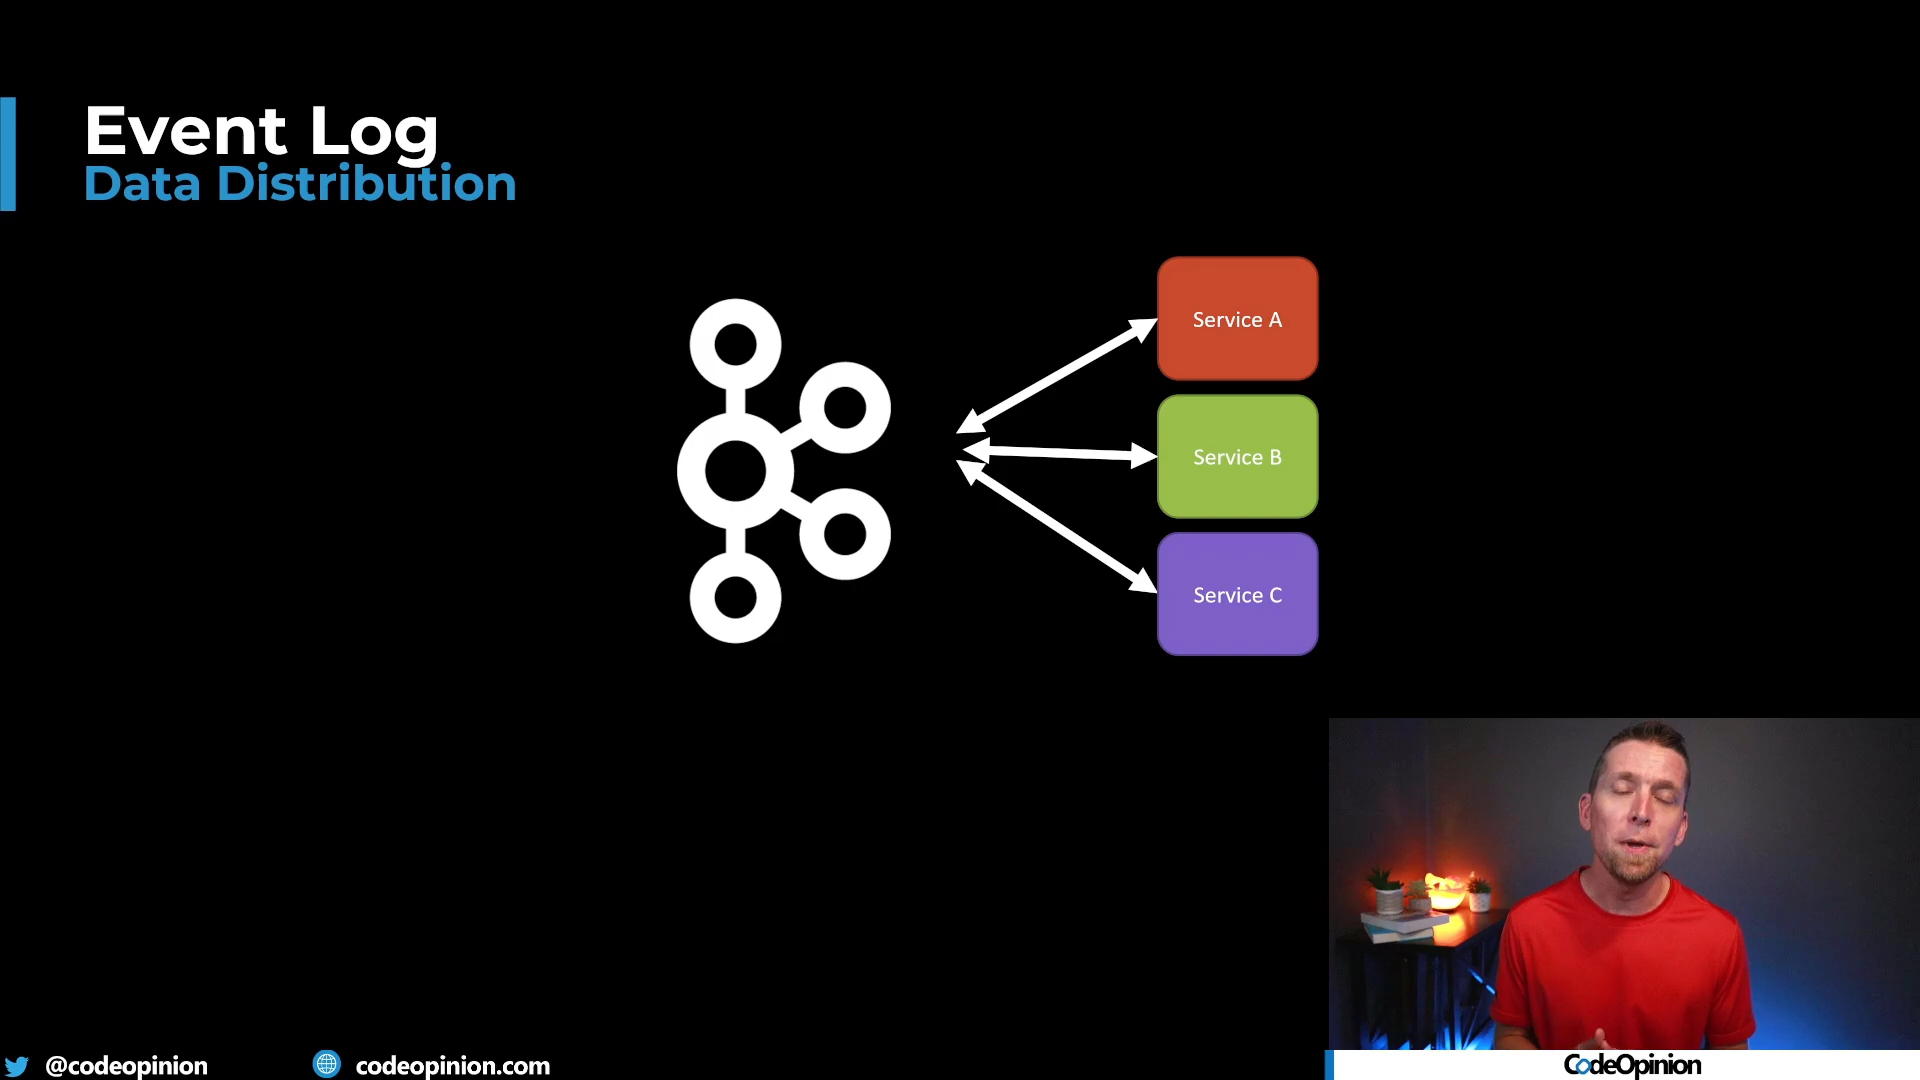 Event Log
Data Distribution
Service A
Service B
Service C
@codeopinion
codeopinion.com
CodeOpinion